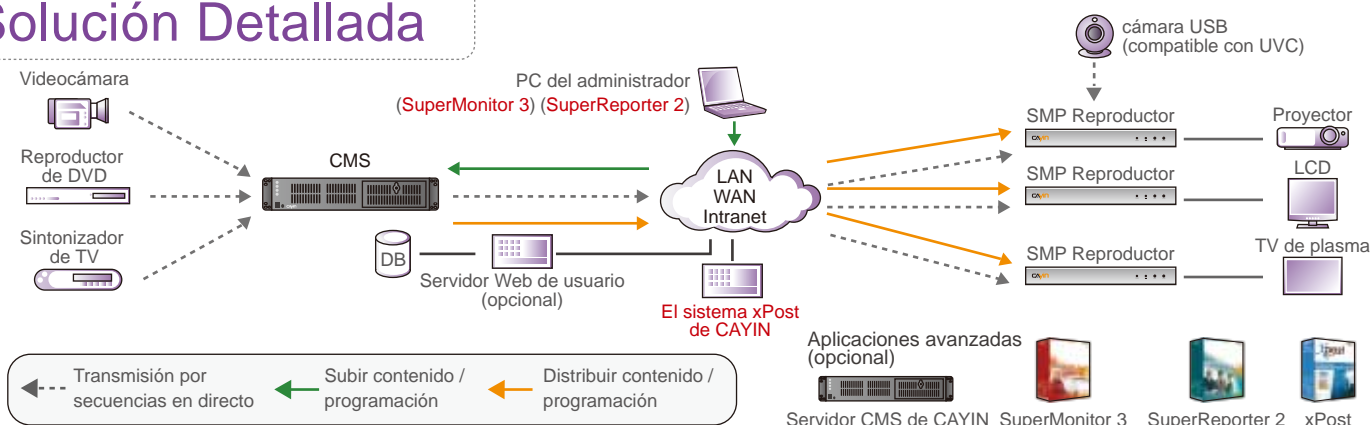 Solución Detallada
Videocámara
Reproductor
de DVD
Sintonizador
de TV
CMS
DB
Servidor Web de usuario
(opcional)
PC del administrador
(SuperMonitor 3) (SuperReporter 2)
LAN
WAN
Intranet
El sistema xPost
de CAYIN
cámara USB
(compatible con UVC)
SMP Reproductor
CAYIN
Proyector
SMP Reproductor
CAYIN
LCD
SMP Reproductor
CAYIN
TV de plasma
Transmisión por
secuencias en directo
Subir contenido /
programación
Distribuir contenido /
programación
Aplicaciones avanzadas
(opcional)
Servidor CMS de CAYIN
SuperMonitor 3
SuperReporter 2
xPost